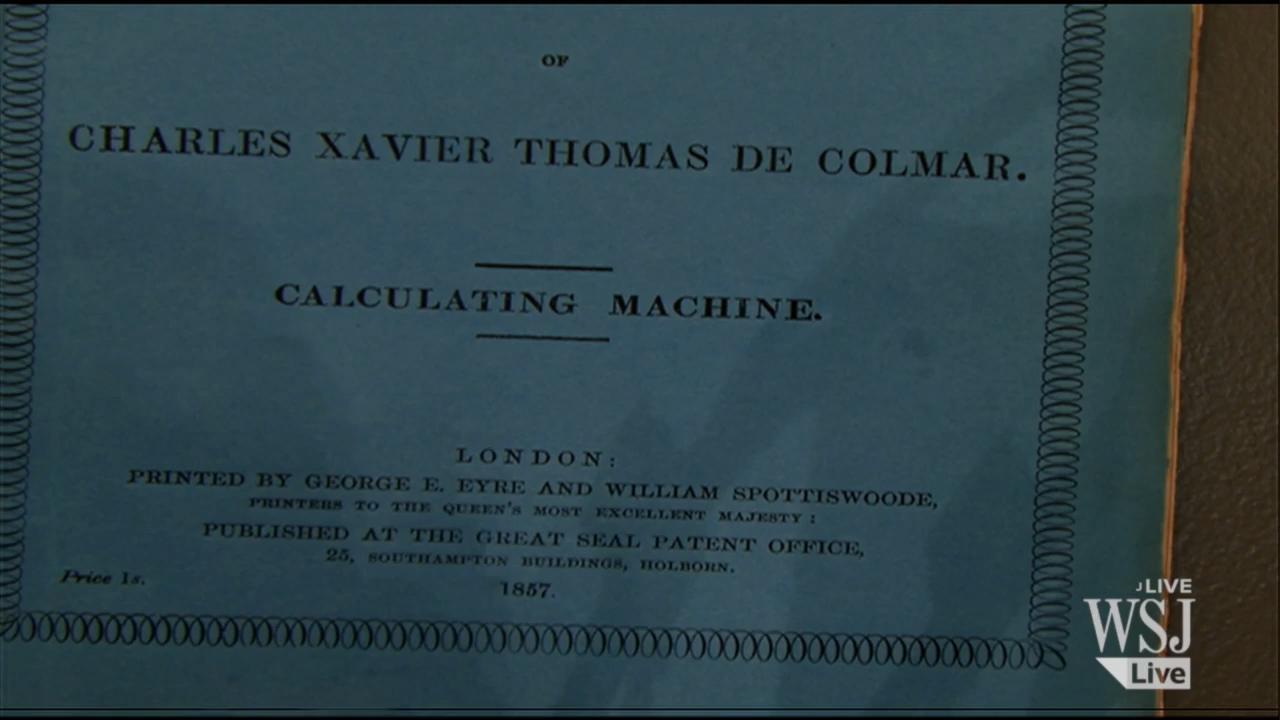 OF
CHARLES XAVIER THOMAS DE COLMAR.
CALCULATING MACHINE.
LONDON:
PRINTED BY GEORGE E. EYRE AND WILLIAM SPOTTISWOODE,
PRINTERS TO THE QUEEN'S MOST EXCELLENT MAJESTY:
PUBLISHED AT THE GREAT SEAL PATENT OFFICE,
25, SOUTHAMPTON BUILDINGS, HOLBORN.
Price 1s.
1857.
LIVE
WSJ
Live